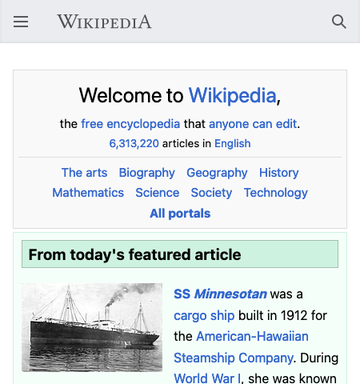 WIKIPEDIA
Welcome to Wikipedia,
the free encyclopedia that anyone can edit.
6,313,220 articles in English
The arts Biography Geography History
Mathematics Science Society Technology
All portals
From today's featured article
SS Minnesotan was a
cargo ship built in 1912 for
the American-Hawaiian
Steamship Company. During
World War I, she was known